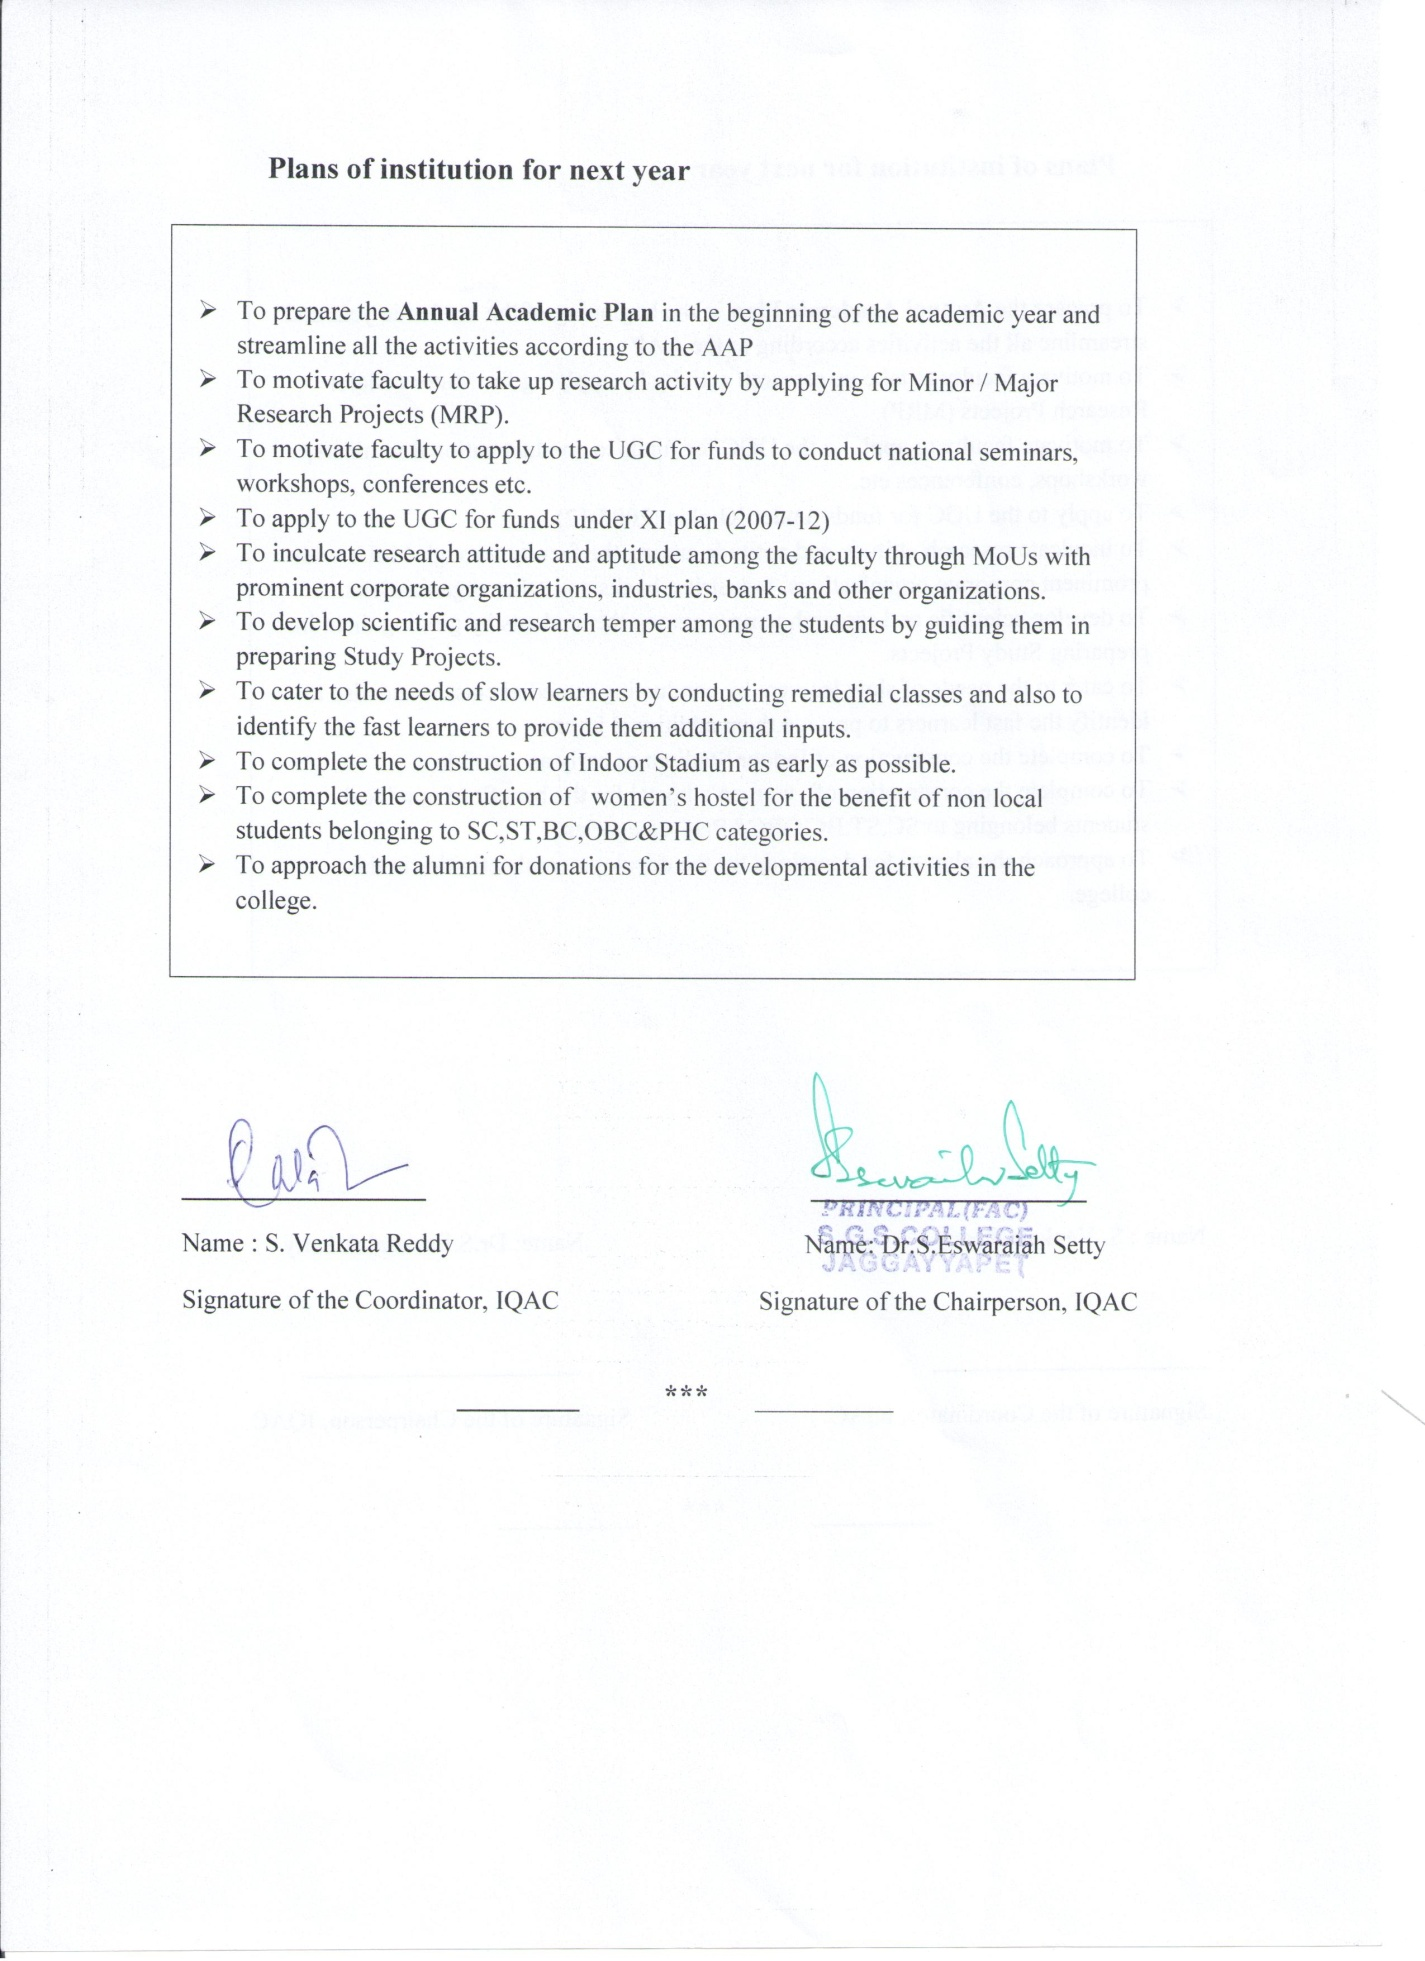 Plans of institution for next year
➢ To prepare the Annual Academic Plan in the beginning of the academic year and
streamline all the activities according to the AAP
➢ To motivate faculty to take up research activity by applying for Minor / Major
Research Projects (MRP).
➢ To motivate faculty to apply to the UGC for funds to conduct national seminars,
workshops, conferences etc.
➢ To apply to the UGC for funds under XI plan (2007-12)
➢ To inculcate research attitude and aptitude among the faculty through MoUs with
prominent corporate organizations, industries, banks and other organizations.
➢ To develop scientific and research temper among the students by guiding them in
preparing Study Projects.
➢ To cater to the needs of slow learners by conducting remedial classes and also to
identify the fast learners to provide them additional inputs.
➢ To complete the construction of Indoor Stadium as early as possible.
➢ To complete the construction of women's hostel for the benefit of non local
students belonging to SC,ST,BC,OBC&PHC categories.
➢ To approach the alumni for donations for the developmental activities in the
college.
SEswaraiah Setty
PRINCIPAL(FAC)
S.G.S.COLLEGE
JAGGAYYAPET
Name : S. Venkata Reddy
Name: Dr.S.Eswaraiah Setty
Signature of the Coordinator, IQAC
Signature of the Chairperson, IQAC
***